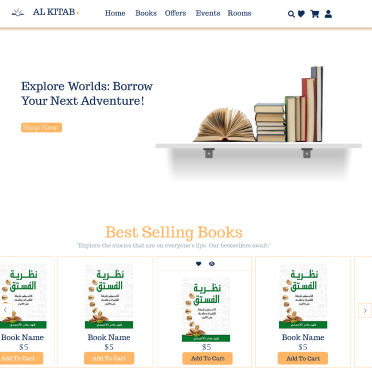 AL KITAB
Home Books Offers Events Rooms
Explore Worlds: Borrow
Your Next Adventure!
Shop Now
Best Selling Books
"Explore the stories that are on everyone's lips. Our bestsellers await."
نظرية
الفستق
نظرية
الفستق
نظرية
الفستق
نظرية
الفستق
Book Name
Book Name
Book Name
Book Name
$5
$5
$5
$5
Add To Cart
Add To Cart
Add To Cart
Add To Cart